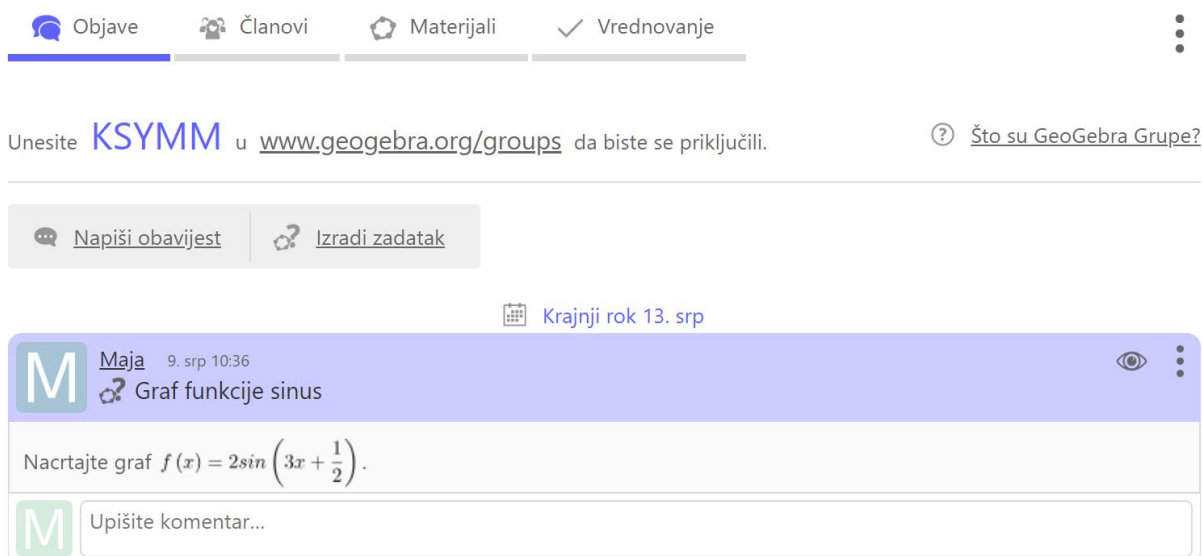 Objave Članovi Materijali Vrednovanje
Unesite KSYMM u www.geogebra.org/groups da biste se priključili. ? Što su GeoGebra Grupe?
Napiši obavijest Izradi zadatak
Krajnji rok 13. srp
M Maja 9. srp 10:36
Graf funkcije sinus
Nacrtajte graf f(x) = 2sin(3x + 1/2).
M Upišite komentar...